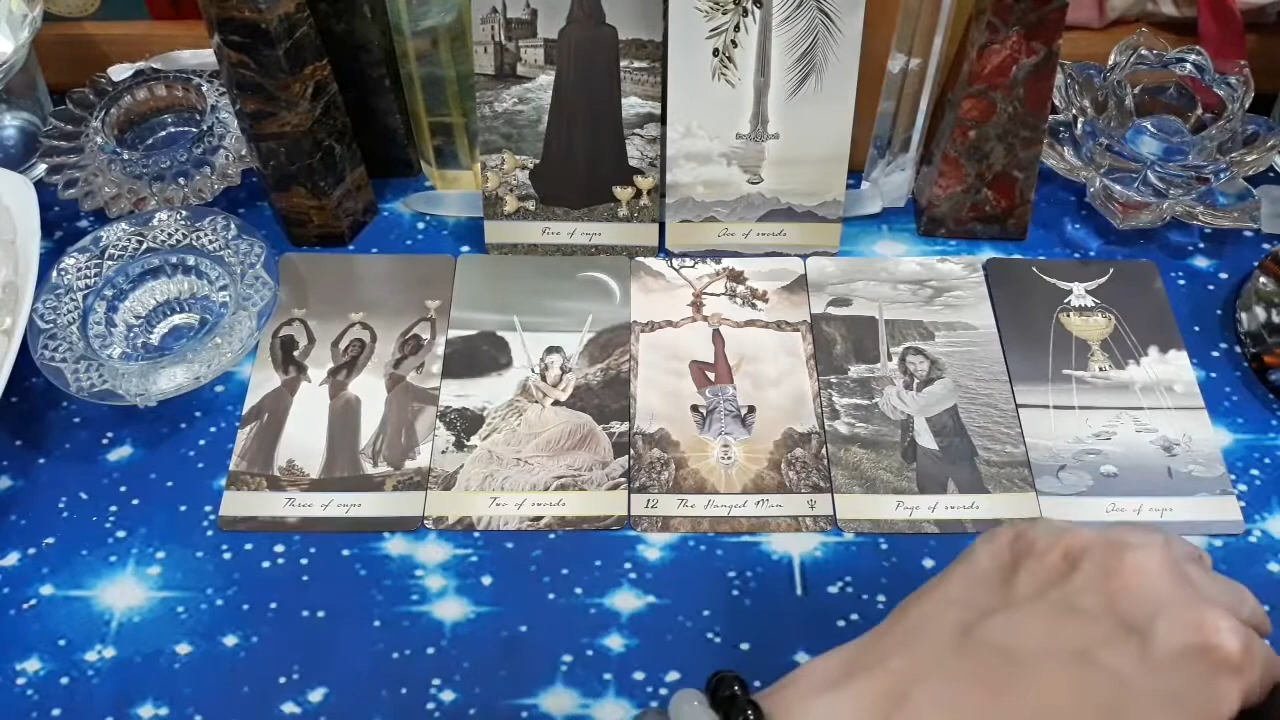 Five of cups
Ace of swords
Three of cups
Two of swords
12 The Hanged Man
Page of swords
Ace of cups